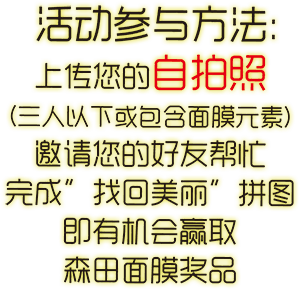 活动参与方法:
上传您的自拍照
(三人以下或包含面膜元素)
邀请您的好友帮忙
完成”找回美丽”拼图
即有机会赢取
森田面膜奖品